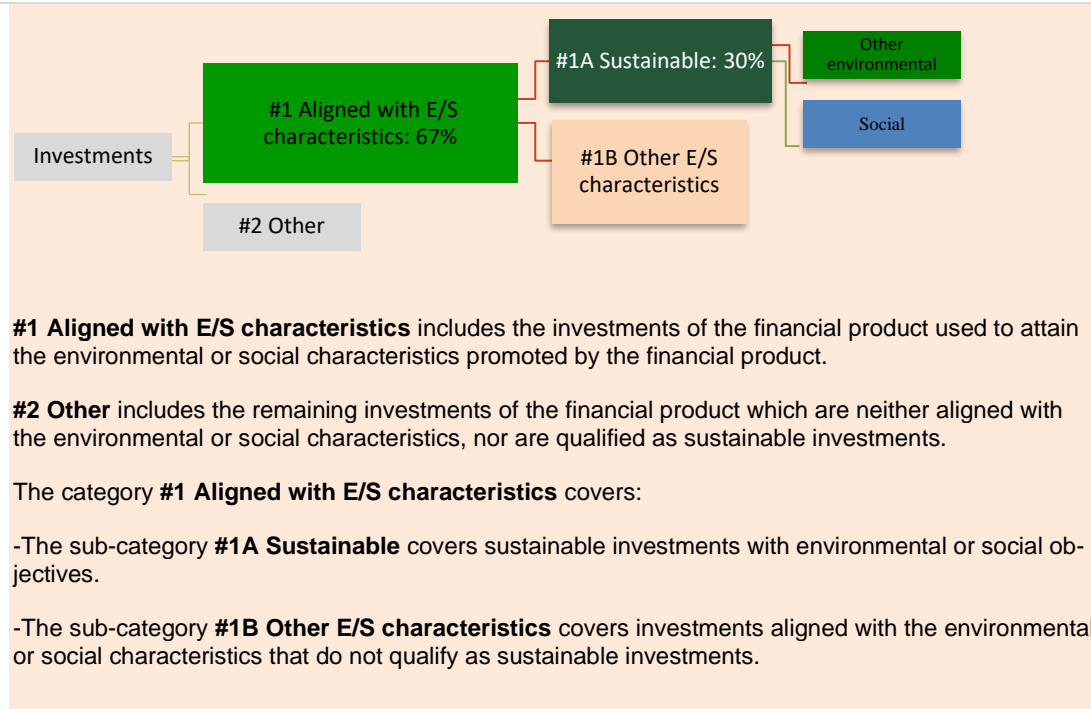 Investments
#1 Aligned with E/S
characteristics: 67%
#2 Other
#1A Sustainable: 30%
#1B Other E/S
characteristics
Other
environmental
Social
#1 Aligned with E/S characteristics includes the investments of the financial product used to attain
the environmental or social characteristics promoted by the financial product.
#2 Other includes the remaining investments of the financial product which are neither aligned with
the environmental or social characteristics, nor are qualified as sustainable investments.
The category #1 Aligned with E/S characteristics covers:
-The sub-category #1A Sustainable covers sustainable investments with environmental or social ob-
jectives.
-The sub-category #1B Other E/S characteristics covers investments aligned with the environmental
or social characteristics that do not qualify as sustainable investments.